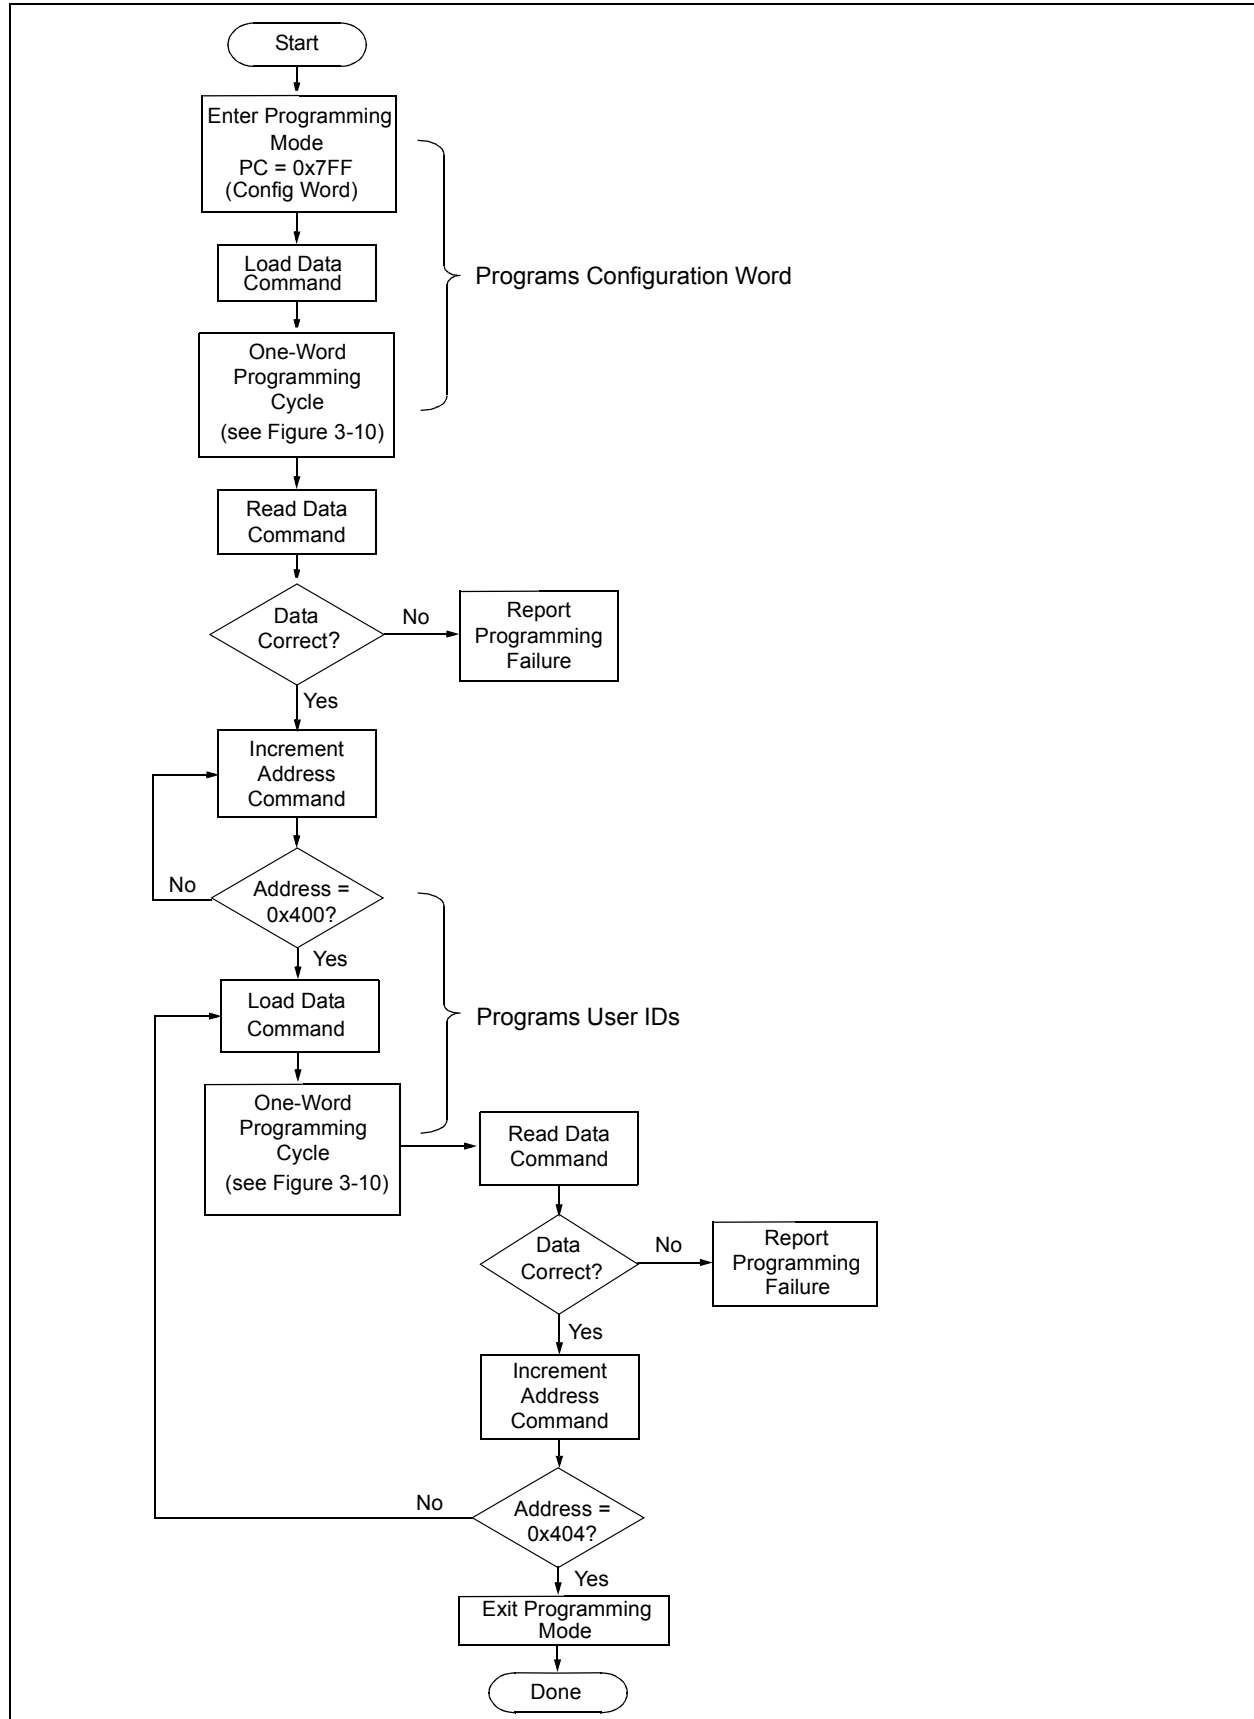 Start
Enter Programming
Mode
PC = 0x7FF
(Config Word)
Load Data
Command
Programs Configuration Word
One-Word
Programming
Cycle
(see Figure 3-10)
Read Data
Command
Data
Correct?
No
Report
Programming
Failure
Yes
Increment
Address
Command
No
Address =
0x400?
Yes
Load Data
Command
Programs User IDs
One-Word
Programming
Cycle
(see Figure 3-10)
Read Data
Command
Data
Correct?
No
Report
Programming
Failure
Yes
Increment
Address
Command
No
Address =
0x404?
Yes
Exit Programming
Mode
Done